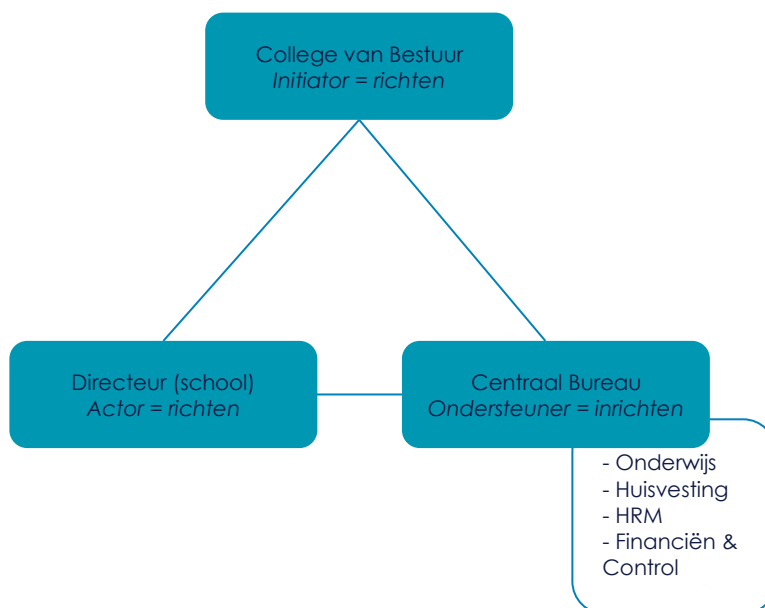 College van Bestuur
Initiator = richten
Directeur (school)
Actor = richten
Centraal Bureau
Ondersteuner = inrichten
- Onderwijs
- Huisvesting
- HRM
- Financiën &
Control